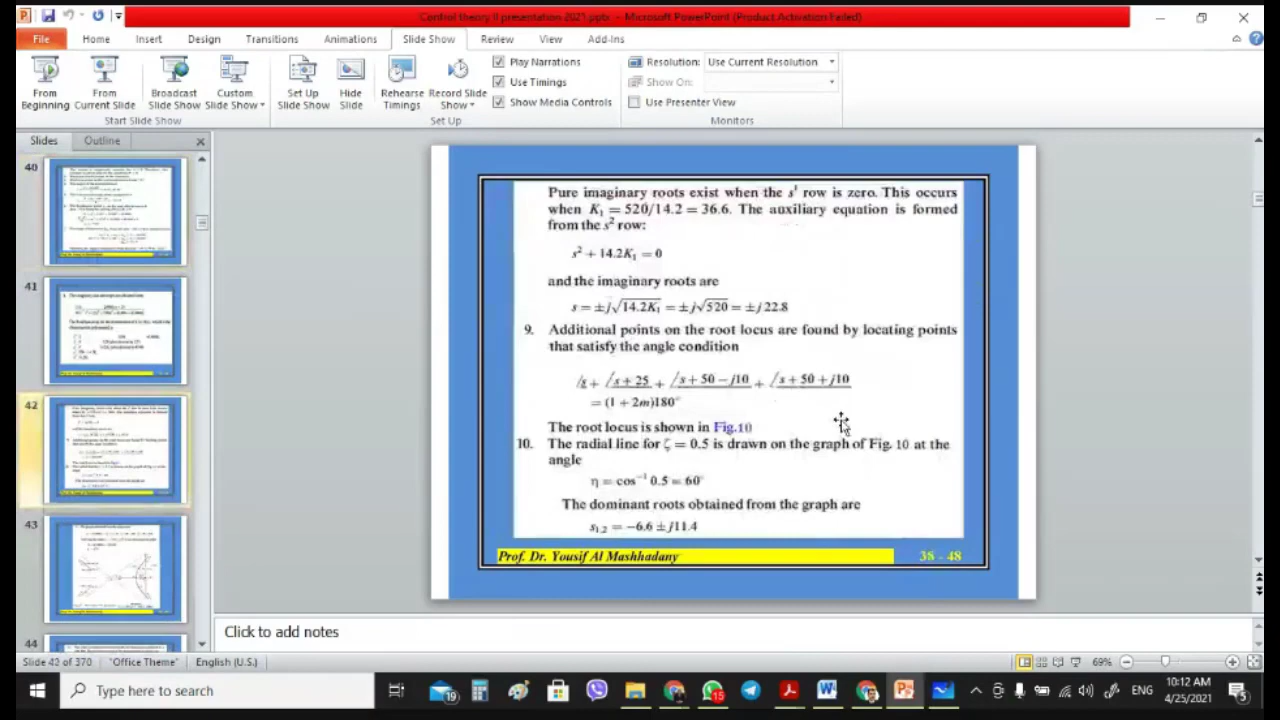 Control theory II presentation 2021.pptx - Microsoft PowerPoint (Product Activation Failed)
File Home Insert Design Transitions Animations Slide Show Review View Add-Ins
From Beginning
From Current Slide
Broadcast Slide Show
Custom Slide Show
Set Up Slide Show
Hide Slide
Rehearse Timings
Record Slide Show
Play Narrations
Use Timings
Show Media Controls
Resolution: Use Current Resolution
Show On:
Use Presenter View
Start Slide Show
Set Up
Monitors
Slides Outline
40
41
42
43
44
Pure imaginary roots exist when the s¹ row is zero. This occurs
when K₁ = 520/14.2 = 36.6. The auxiliary equation is formed
from the s² row:
s² + 14.2K₁ = 0
and the imaginary roots are
s = ±j√14.2K₁ = ±j√520 = ±j22.8
9. Additional points on the root locus are found by locating points
that satisfy the angle condition
/s + /s + 25 + /s + 50 – j10 + /s + 50 + j10
= (1 + 2m)180°
The root locus is shown in Fig.10
10. The radial line for ζ = 0.5 is drawn on the graph of Fig. 10 at the
angle
η = cos⁻¹ 0.5 = 60°
The dominant roots obtained from the graph are
s₁,₂ = –6.6 ± j11.4
Prof. Dr. Yousif Al Mashhadany 38 - 48
Click to add notes
Slide 42 of 370 "Office Theme" English (U.S.) 69%
Type here to search
19
15
ENG
10:12 AM
4/25/2021
5